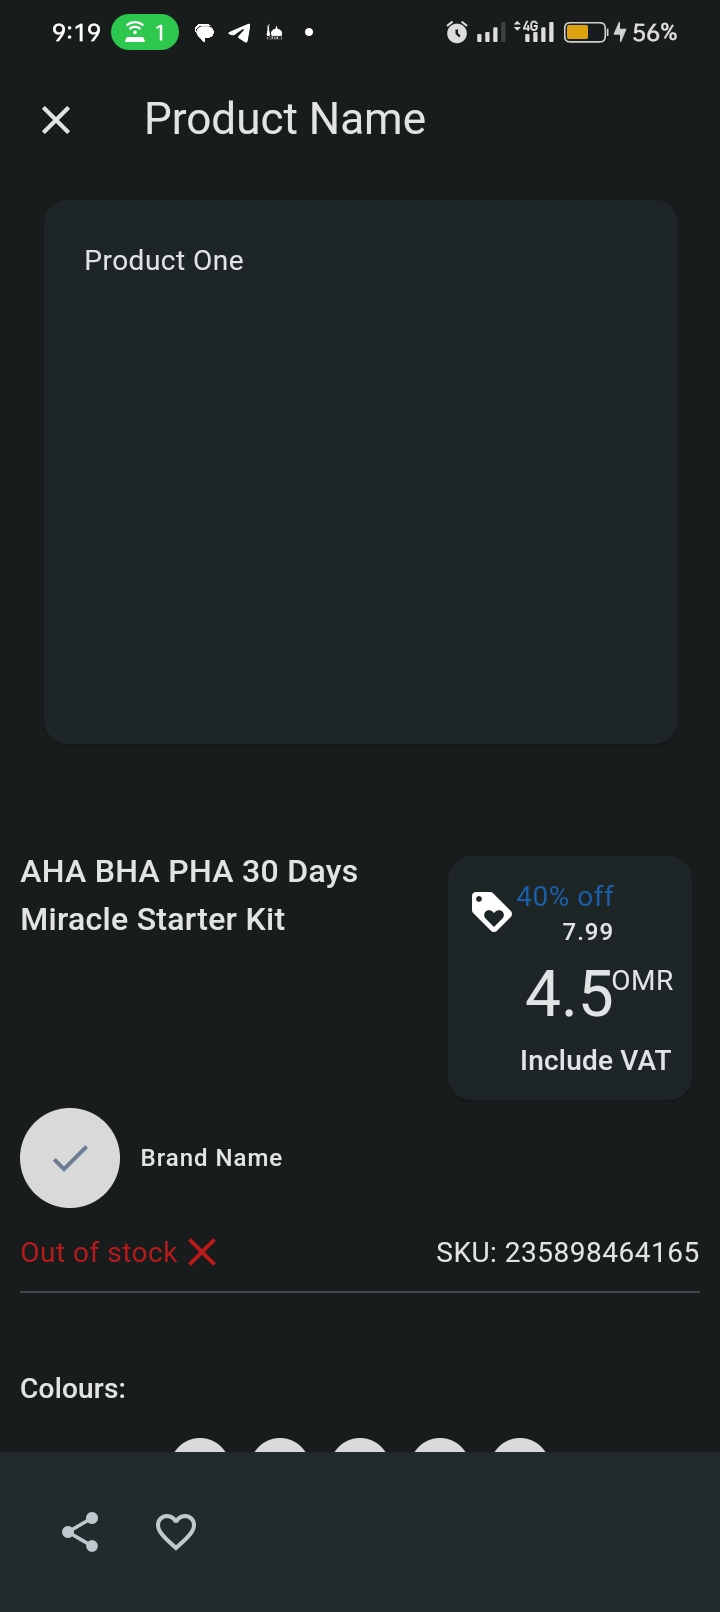 9:19 1 4G 56%
Product Name
Product One
AHA BHA PHA 30 Days
Miracle Starter Kit
40% off
7.99
4.5 OMR
Include VAT
Brand Name
Out of stock SKU: 235898464165
Colours: